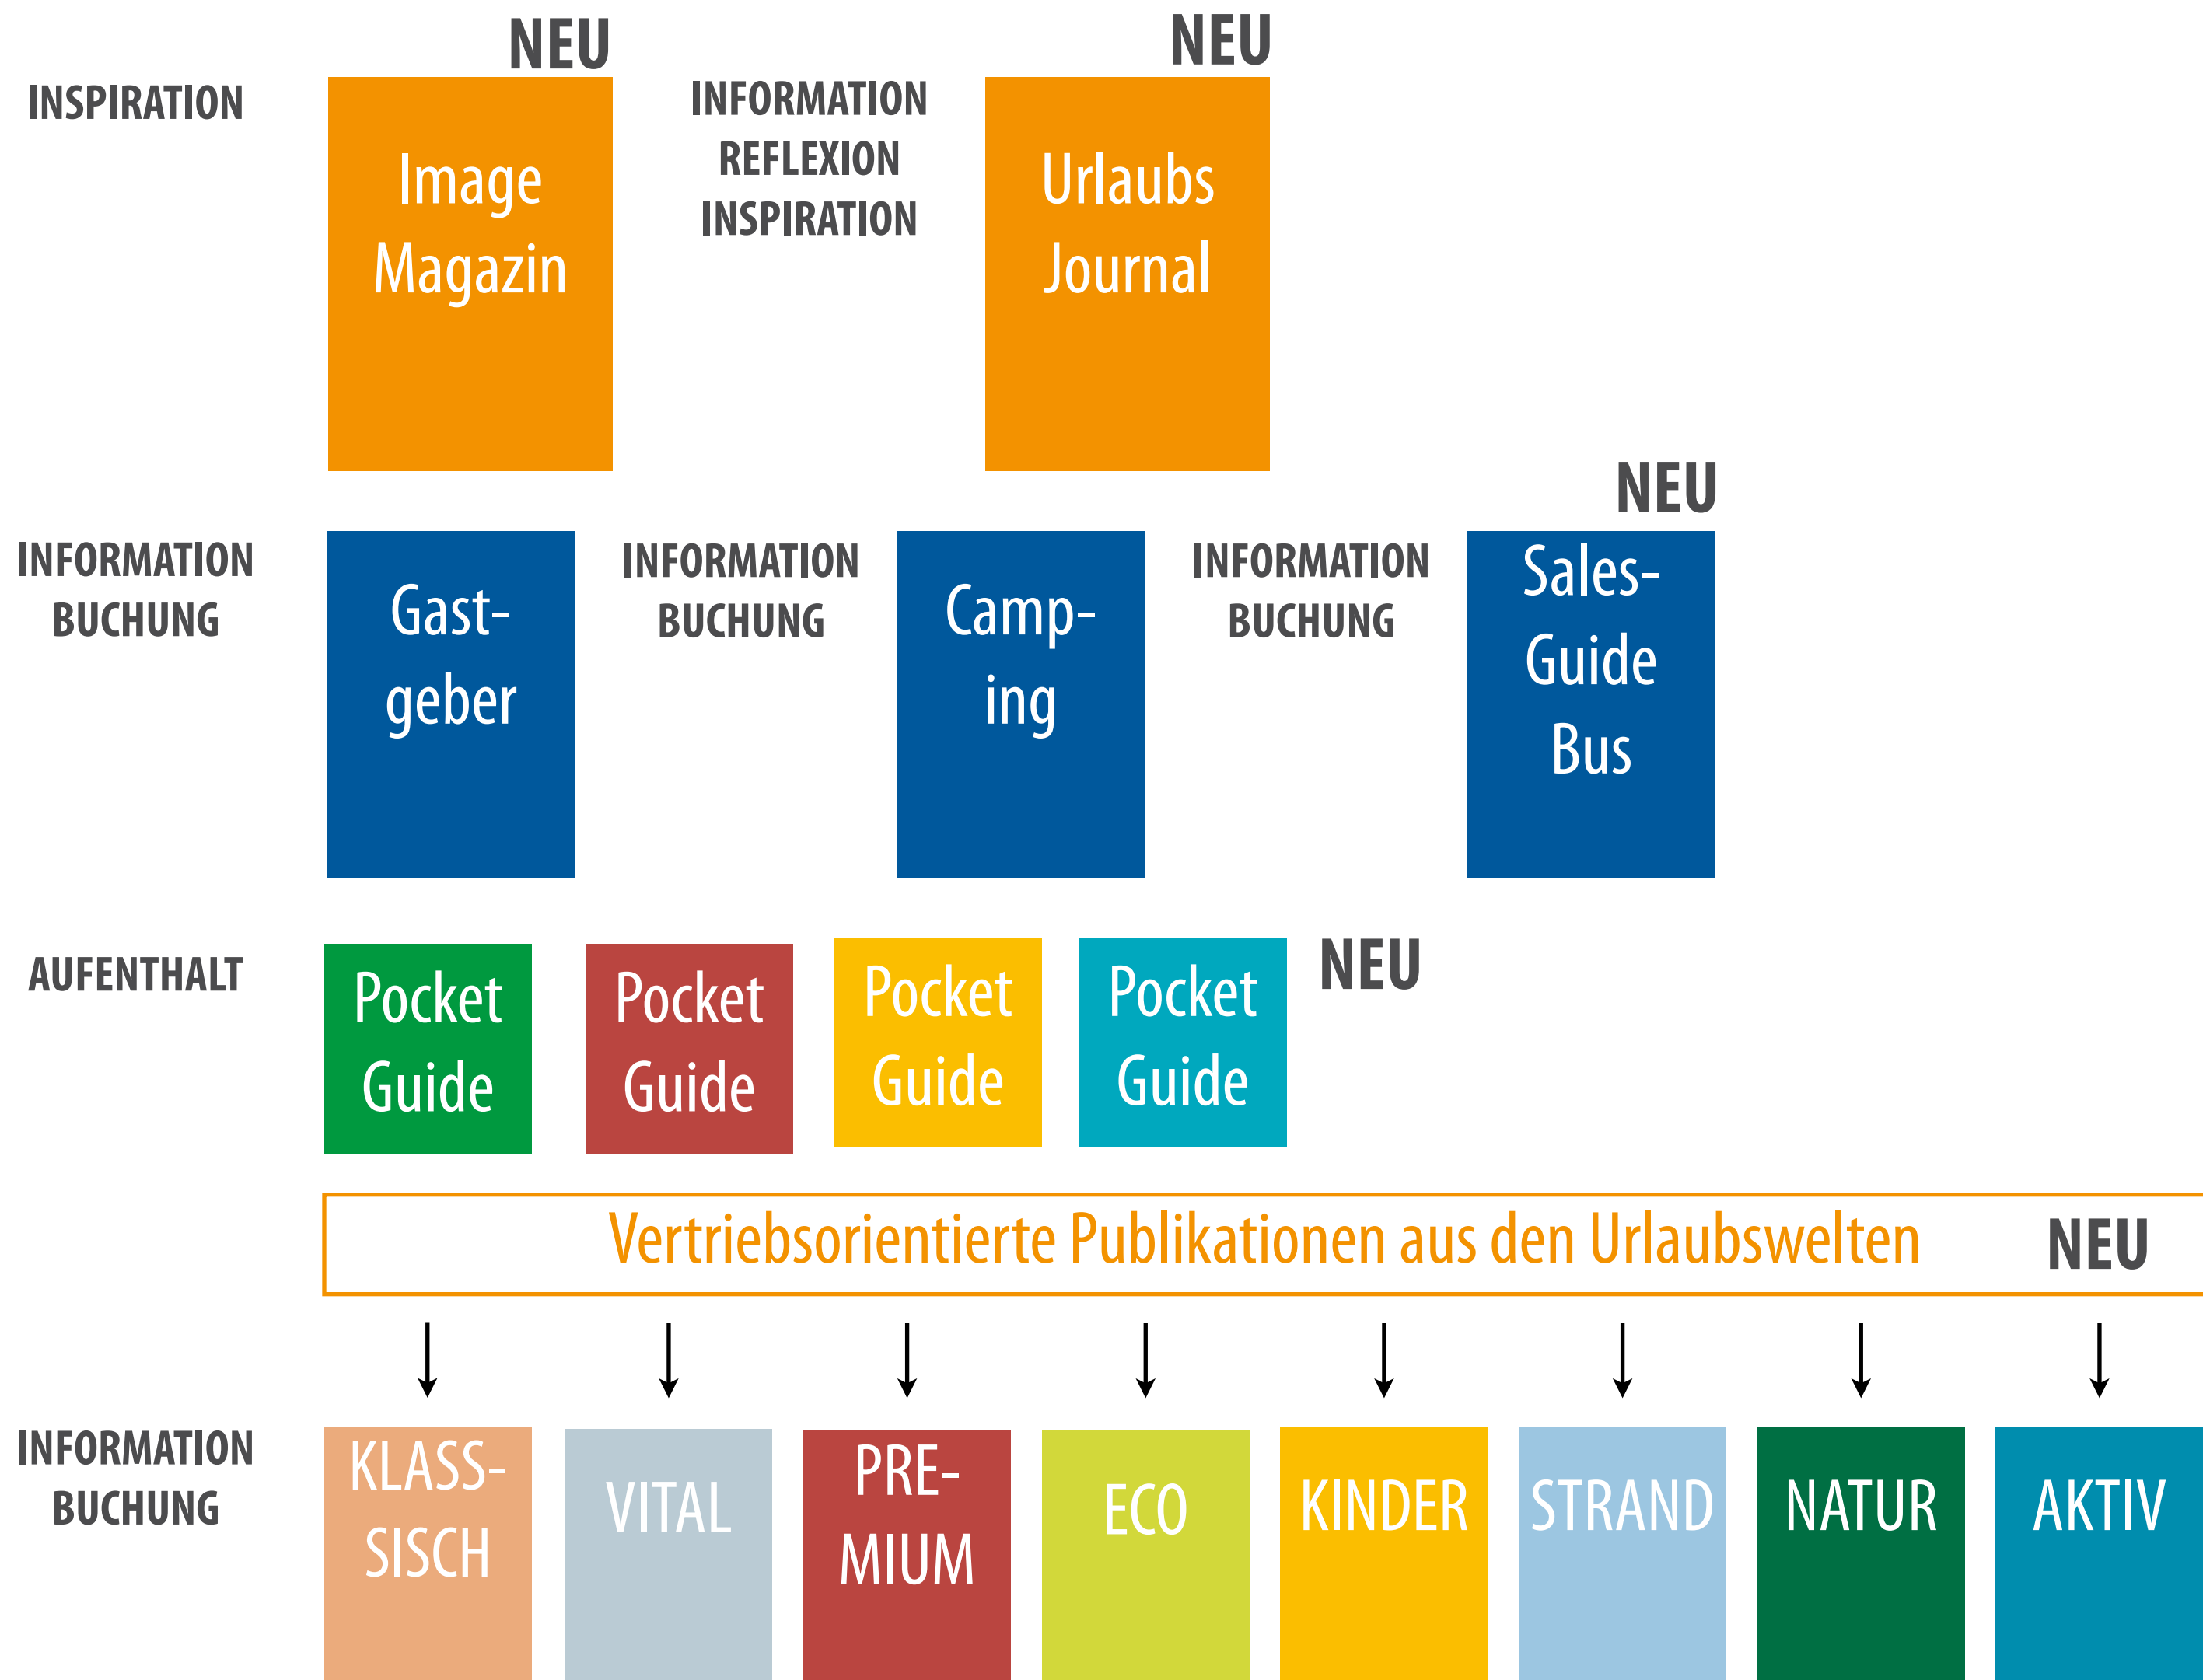 NEU
NEU
INSPIRATION
Image
Magazin
INFORMATION
REFLEXION
INSPIRATION
Urlaubs
Journal
NEU
INFORMATION
BUCHUNG
Gast-
geber
INFORMATION
BUCHUNG
Camp-
ing
INFORMATION
BUCHUNG
Sales-
Guide
Bus
AUFENTHALT
Pocket
Guide
Pocket
Guide
Pocket
Guide
Pocket
Guide
NEU
Vertriebsorientierte Publikationen aus den Urlaubswelten
NEU
INFORMATION
BUCHUNG
KLASS-
SISCH
VITAL
PRE-
MIUM
ECO
KINDER
STRAND
NATUR
AKTIV